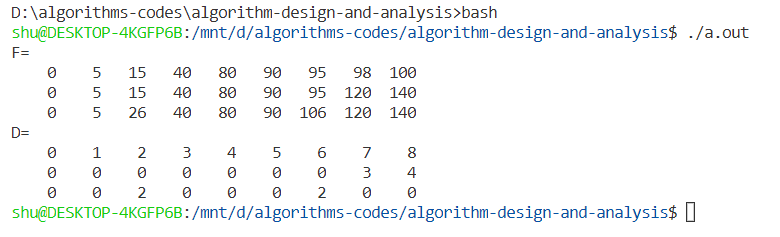 D:\algorithms-codes\algorithm-design-and-analysis>bash
shu@DESKTOP-4KGFP6B:/mnt/d/algorithms-codes/algorithm-design-and-analysis$ ./a.out
F=
    0    5   15   40   80   90   95   98  100
    0    5   15   40   80   90   95  120  140
    0    5   26   40   80   90  106  120  140
D=
    0    1    2    3    4    5    6    7    8
    0    0    0    0    0    0    0    3    4
    0    0    2    0    0    0    2    0    0
shu@DESKTOP-4KGFP6B:/mnt/d/algorithms-codes/algorithm-design-and-analysis$